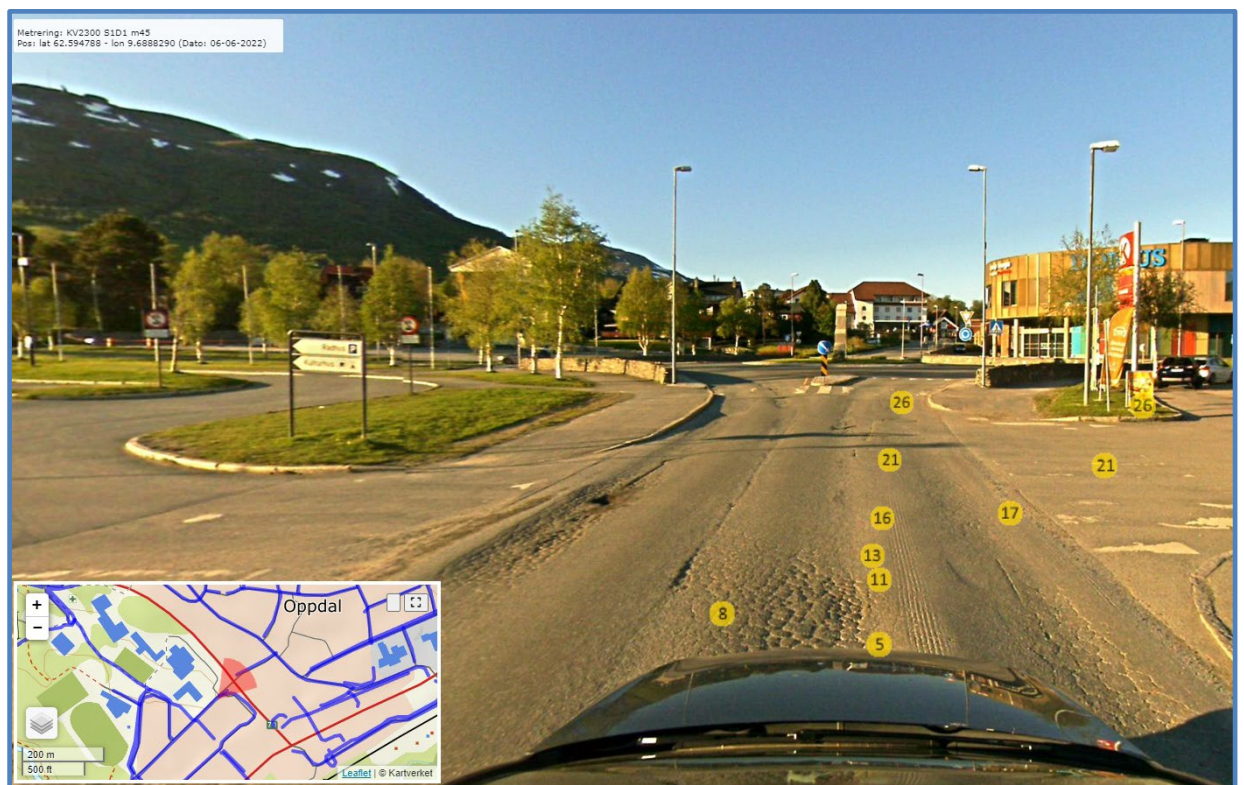 Metrering: KV2300 S1D1 m45
Pos: lat 62.594788 - lon 9.6888290 (Dato: 06-06-2022)
Rådhus P
Kulturhus
26
26
21
21
16
17
13
11
8
5
+
−
Oppdal
200 m
500 ft
Leaflet | © Kartverket